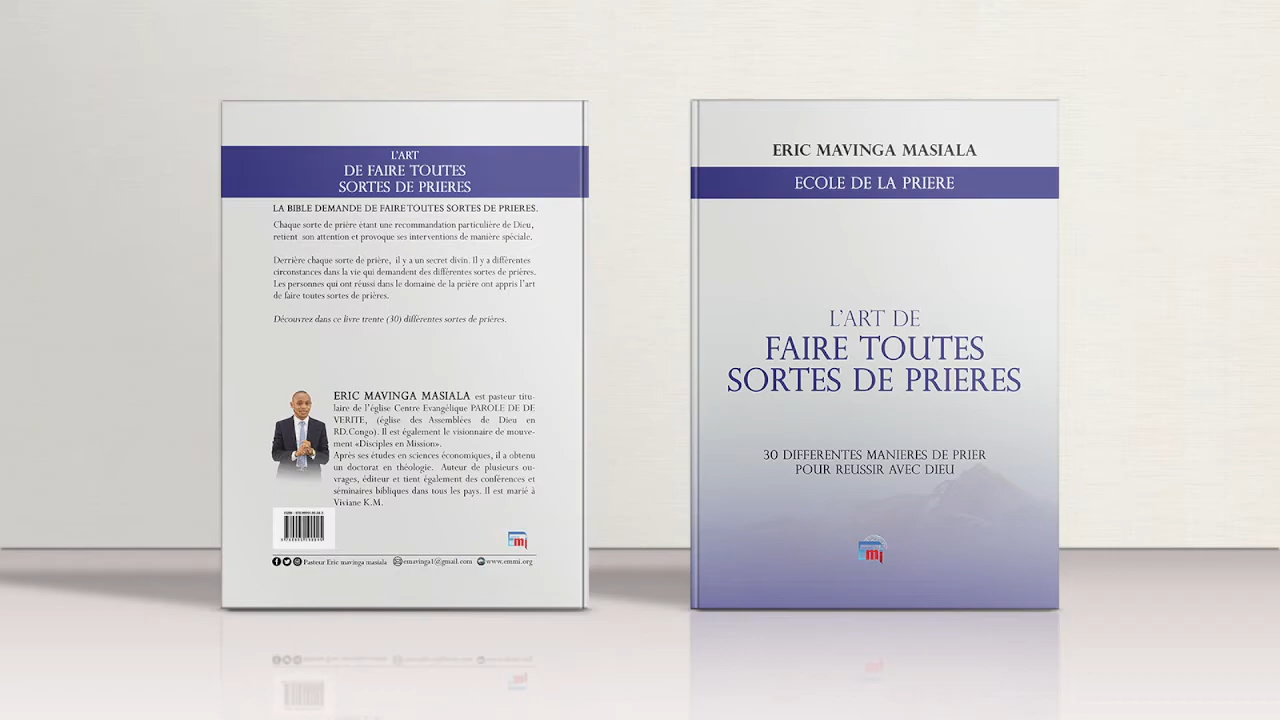 L'ART
DE FAIRE TOUTES
SORTES DE PRIERES
LA BIBLE DEMANDE DE FAIRE TOUTES SORTES DE PRIERES.
Chaque sorte de prière étant une recommandation particulière de Dieu,
retient son attention et provoque ses interventions de manière spéciale.
Derrière chaque sorte de prière, il y a un secret divin. Il y a différentes
circonstances dans la vie qui demandent des différentes sortes de prières.
Les personnes qui ont réussi dans le domaine de la prière ont appris l'art
de faire toutes sortes de prières.
Découvrez dans ce livre trente (30) différentes sortes de prières.
ERIC MAVINGA MASIALA est pasteur titu-
laire de l'église Centre Evangélique PAROLE DE DE
VERITE, (église des Assemblées de Dieu en
RD.Congo). Il est également le visionnaire de mouve-
ment «Disciples en Mission».
Après ses études en sciences économiques, il a obtenu
un doctorat en théologie. Auteur de plusieurs ou-
vrages, éditeur et tient également des conférences et
séminaires bibliques dans tous les pays. Il est marié à
Viviane K.M.
emi
Pasteur Eric mavinga masiala emavinga1@gmail.com www.emmi.org
ERIC MAVINGA MASIALA
ECOLE DE LA PRIERE
L'ART DE
FAIRE TOUTES
SORTES DE PRIERES
30 DIFFERENTES MANIERES DE PRIER
POUR REUSSIR AVEC DIEU
emi